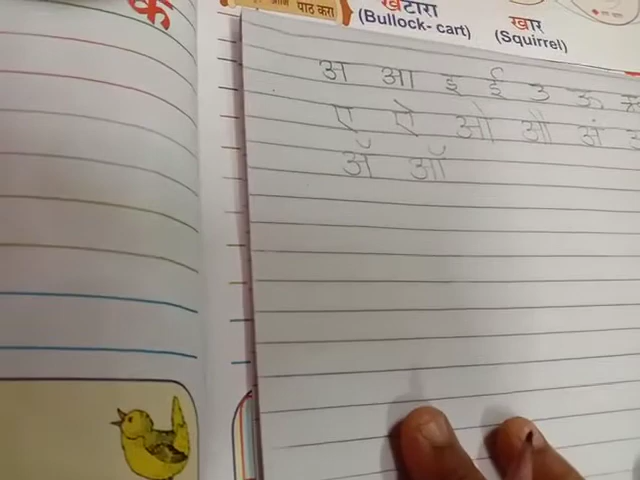 क
पाठ करा
खटारा
(Bullock- cart)
खार
(Squirrel)
अ आ इ ई उ ऊ
ए ऐ ओ औ अं
अॅ ऑ